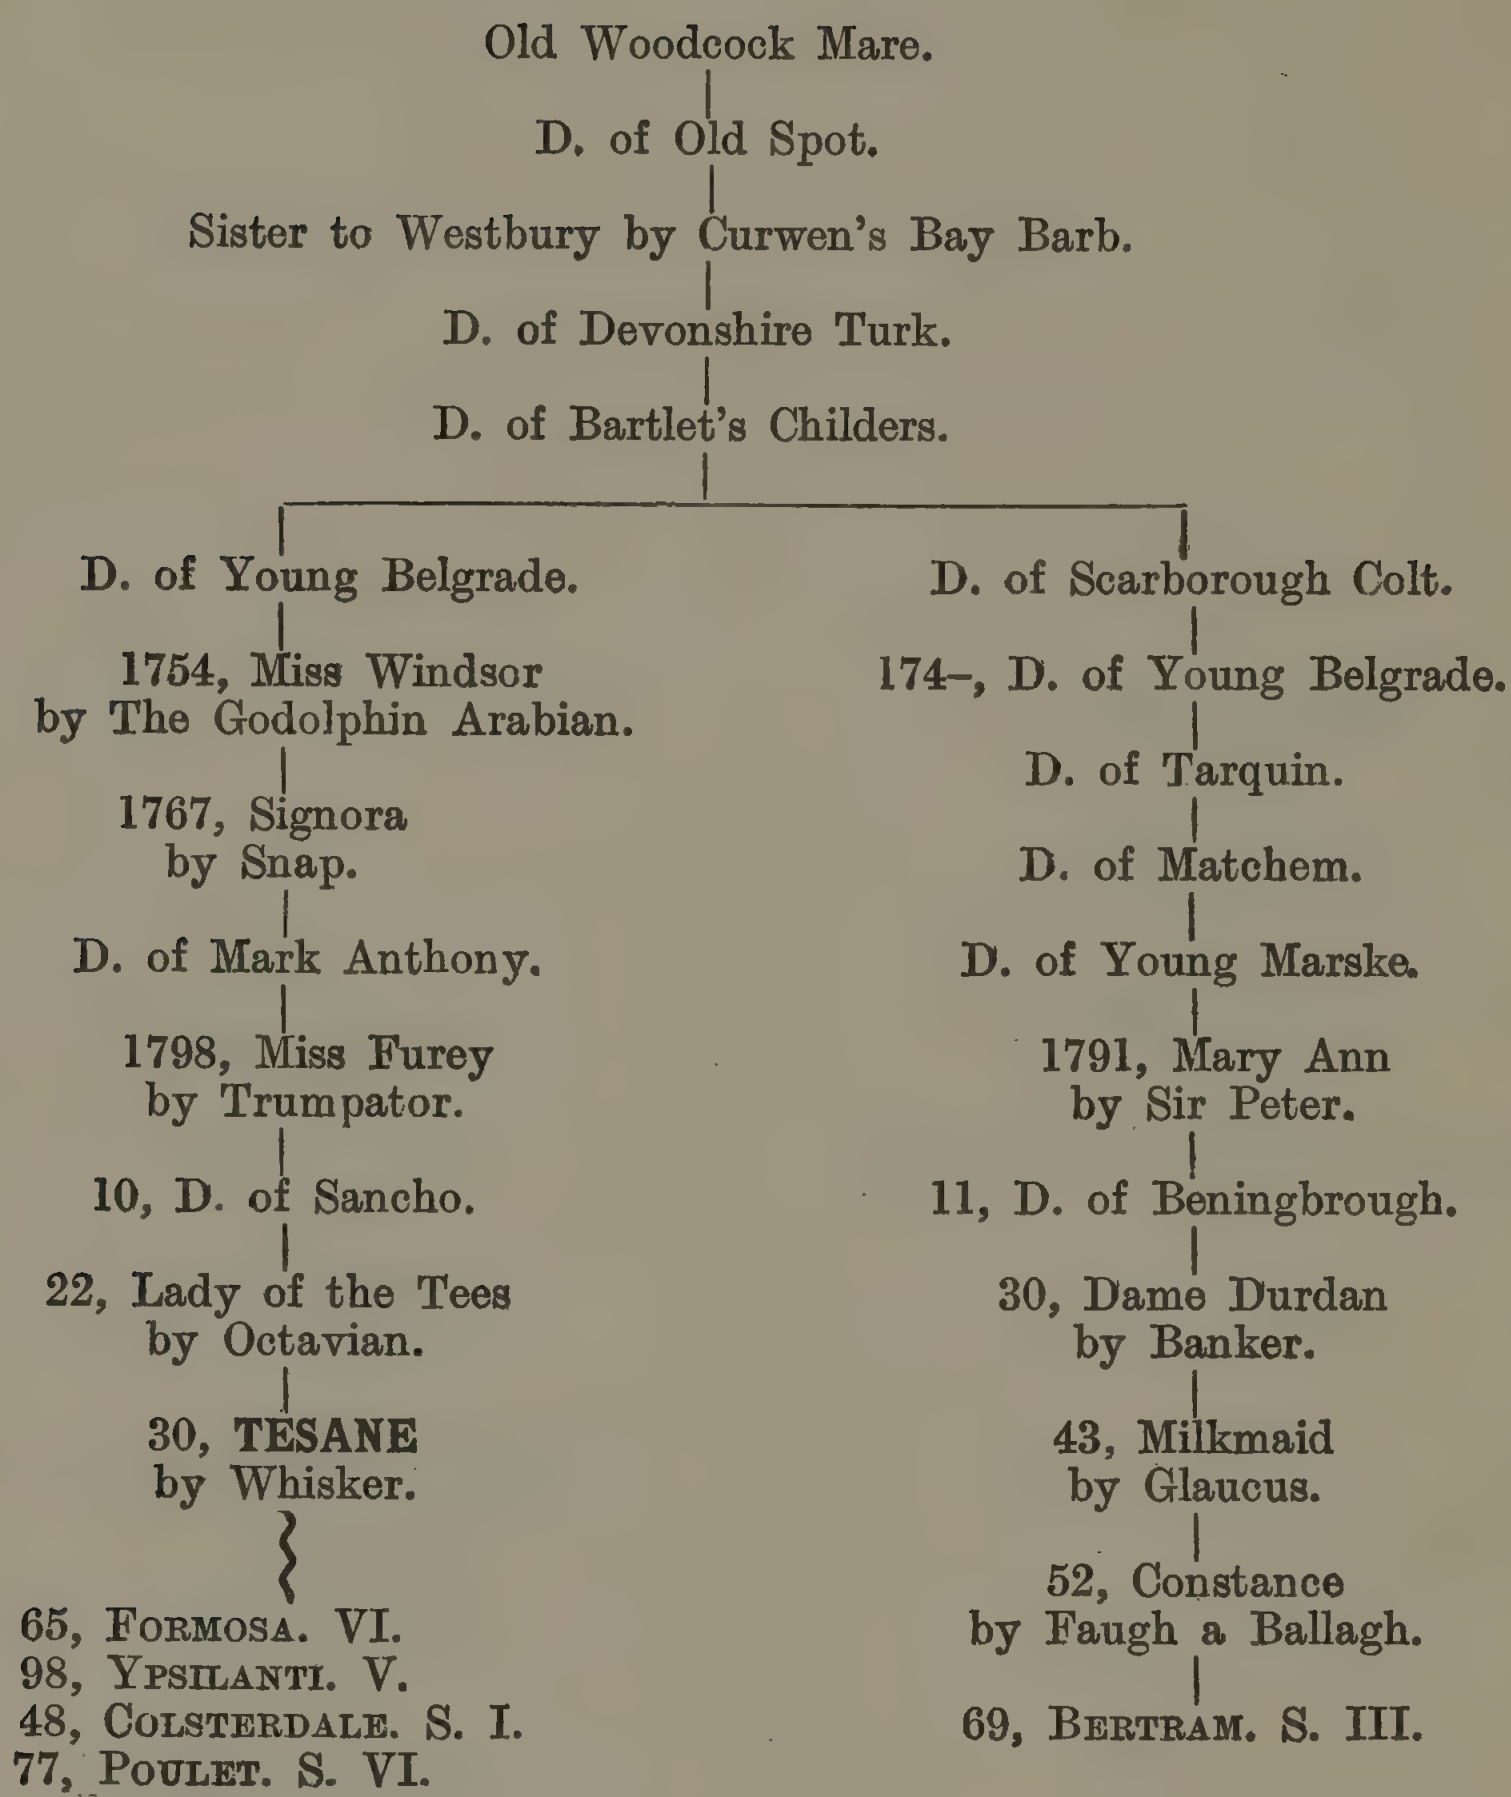 Old Woodcock Mare.
D. of Old Spot.
Sister to Westbury by Curwen's Bay Barb.
D. of Devonshire Turk.
D. of Bartlet's Childers.
D. of Young Belgrade.
1754, Miss Windsor
by The Godolphin Arabian.
1767, Signora
by Snap.
D. of Mark Anthony.
1798, Miss Furey
by Trumpator.
10, D. of Sancho.
22, Lady of the Tees
by Octavian.
30, TESANE
by Whisker.
65, FORMOSA. VI.
98, YPSILANTI. V.
48, COLSTERDALE. S. I.
77, POULET. S. VI.
D. of Scarborough Colt.
174–, D. of Young Belgrade.
D. of Tarquin.
D. of Matchem.
D. of Young Marske.
1791, Mary Ann
by Sir Peter.
11, D. of Beningbrough.
30, Dame Durdan
by Banker.
43, Milkmaid
by Glaucus.
52, Constance
by Faugh a Ballagh.
69, BERTRAM. S. III.